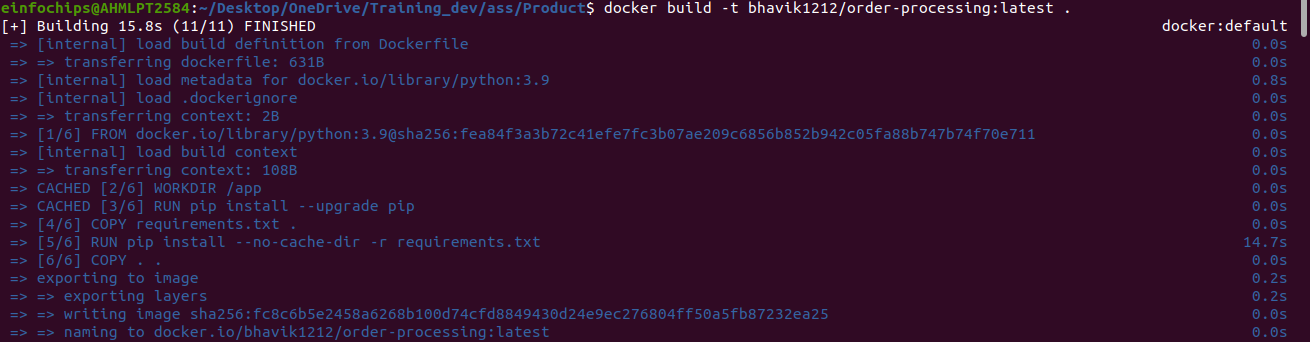 einfochips@AHMLPT2584:~/Desktop/OneDrive/Training_dev/ass/Product$ docker build -t bhavik1212/order-processing:latest .
[+] Building 15.8s (11/11) FINISHED docker:default
=> [internal] load build definition from Dockerfile 0.0s
=> => transferring dockerfile: 631B 0.0s
=> [internal] load metadata for docker.io/library/python:3.9 0.8s
=> [internal] load .dockerignore 0.0s
=> => transferring context: 2B 0.0s
=> [1/6] FROM docker.io/library/python:3.9@sha256:fea84f3a3b72c41efe7fc3b07ae209c6856b852b942c05fa88b747b74f70e711 0.0s
=> [internal] load build context 0.0s
=> => transferring context: 108B 0.0s
=> CACHED [2/6] WORKDIR /app 0.0s
=> CACHED [3/6] RUN pip install --upgrade pip 0.0s
=> [4/6] COPY requirements.txt . 0.0s
=> [5/6] RUN pip install --no-cache-dir -r requirements.txt 14.7s
=> [6/6] COPY . . 0.0s
=> exporting to image 0.2s
=> => exporting layers 0.2s
=> => writing image sha256:fc8c6b5e2458a6268b100d74cfd8849430d24e9ec276804ff50a5fb87232ea25 0.0s
=> => naming to docker.io/bhavik1212/order-processing:latest 0.0s